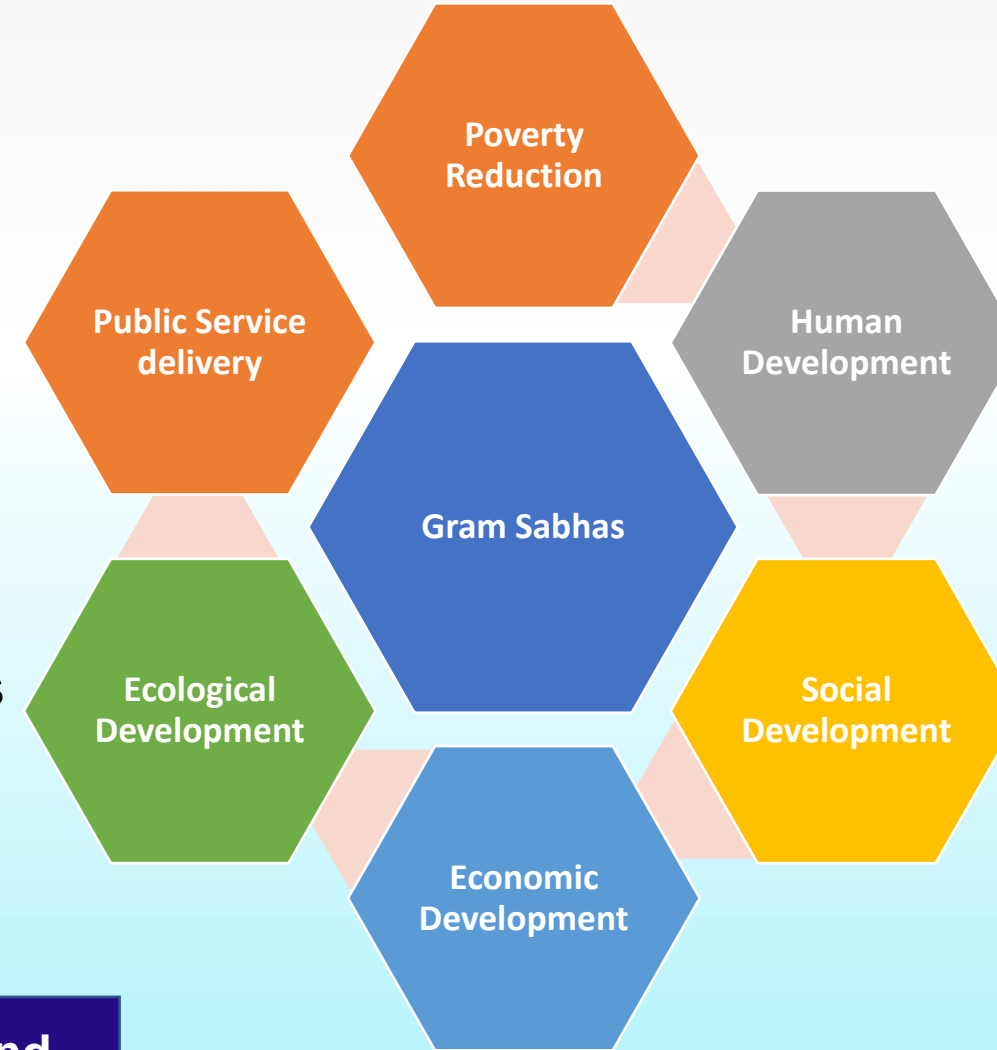 Poverty
Reduction
Public Service
delivery
Human
Development
Gram Sabhas
s
Ecological
Development
Social
Development
Economic
Development